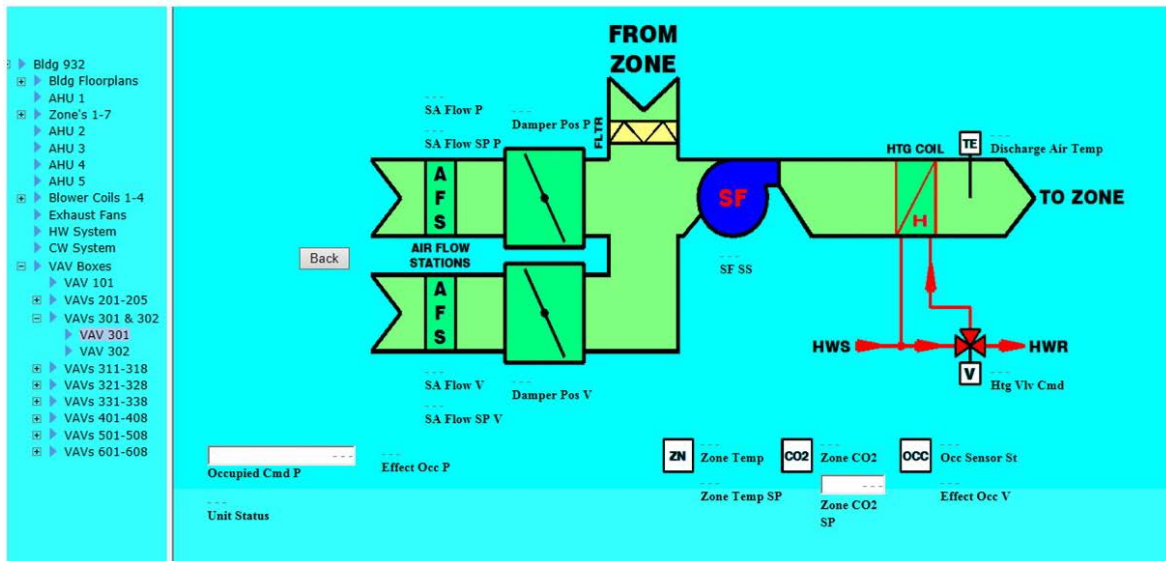 Bldg 932
Bldg Floorplans
AHU 1
Zone's 1-7
AHU 2
AHU 3
AHU 4
AHU 5
Blower Coils 1-4
Exhaust Fans
HW System
CW System
VAV Boxes
VAV 101
VAVs 201-205
VAVs 301 & 302
VAV 301
VAV 302
VAVs 311-318
VAVs 321-328
VAVs 331-338
VAVs 401-408
VAVs 501-508
VAVs 601-608
FROM
ZONE
---
SA Flow P
---
Damper Pos P
---
SA Flow SP P
FLTR
HTG COIL
TE
---
Discharge Air Temp
A
F
S
SF
H
TO ZONE
AIR FLOW
STATIONS
Back
---
SF SS
A
F
S
HWS
HWR
V
---
Htg Vlv Cmd
---
SA Flow V
---
Damper Pos V
---
SA Flow SP V
---
Occupied Cmd P
---
Effect Occ P
ZN
---
Zone Temp
CO2
---
Zone CO2
OCC
---
Occ Sensor St
---
Zone Temp SP
---
Zone CO2
SP
---
Effect Occ V
---
Unit Status